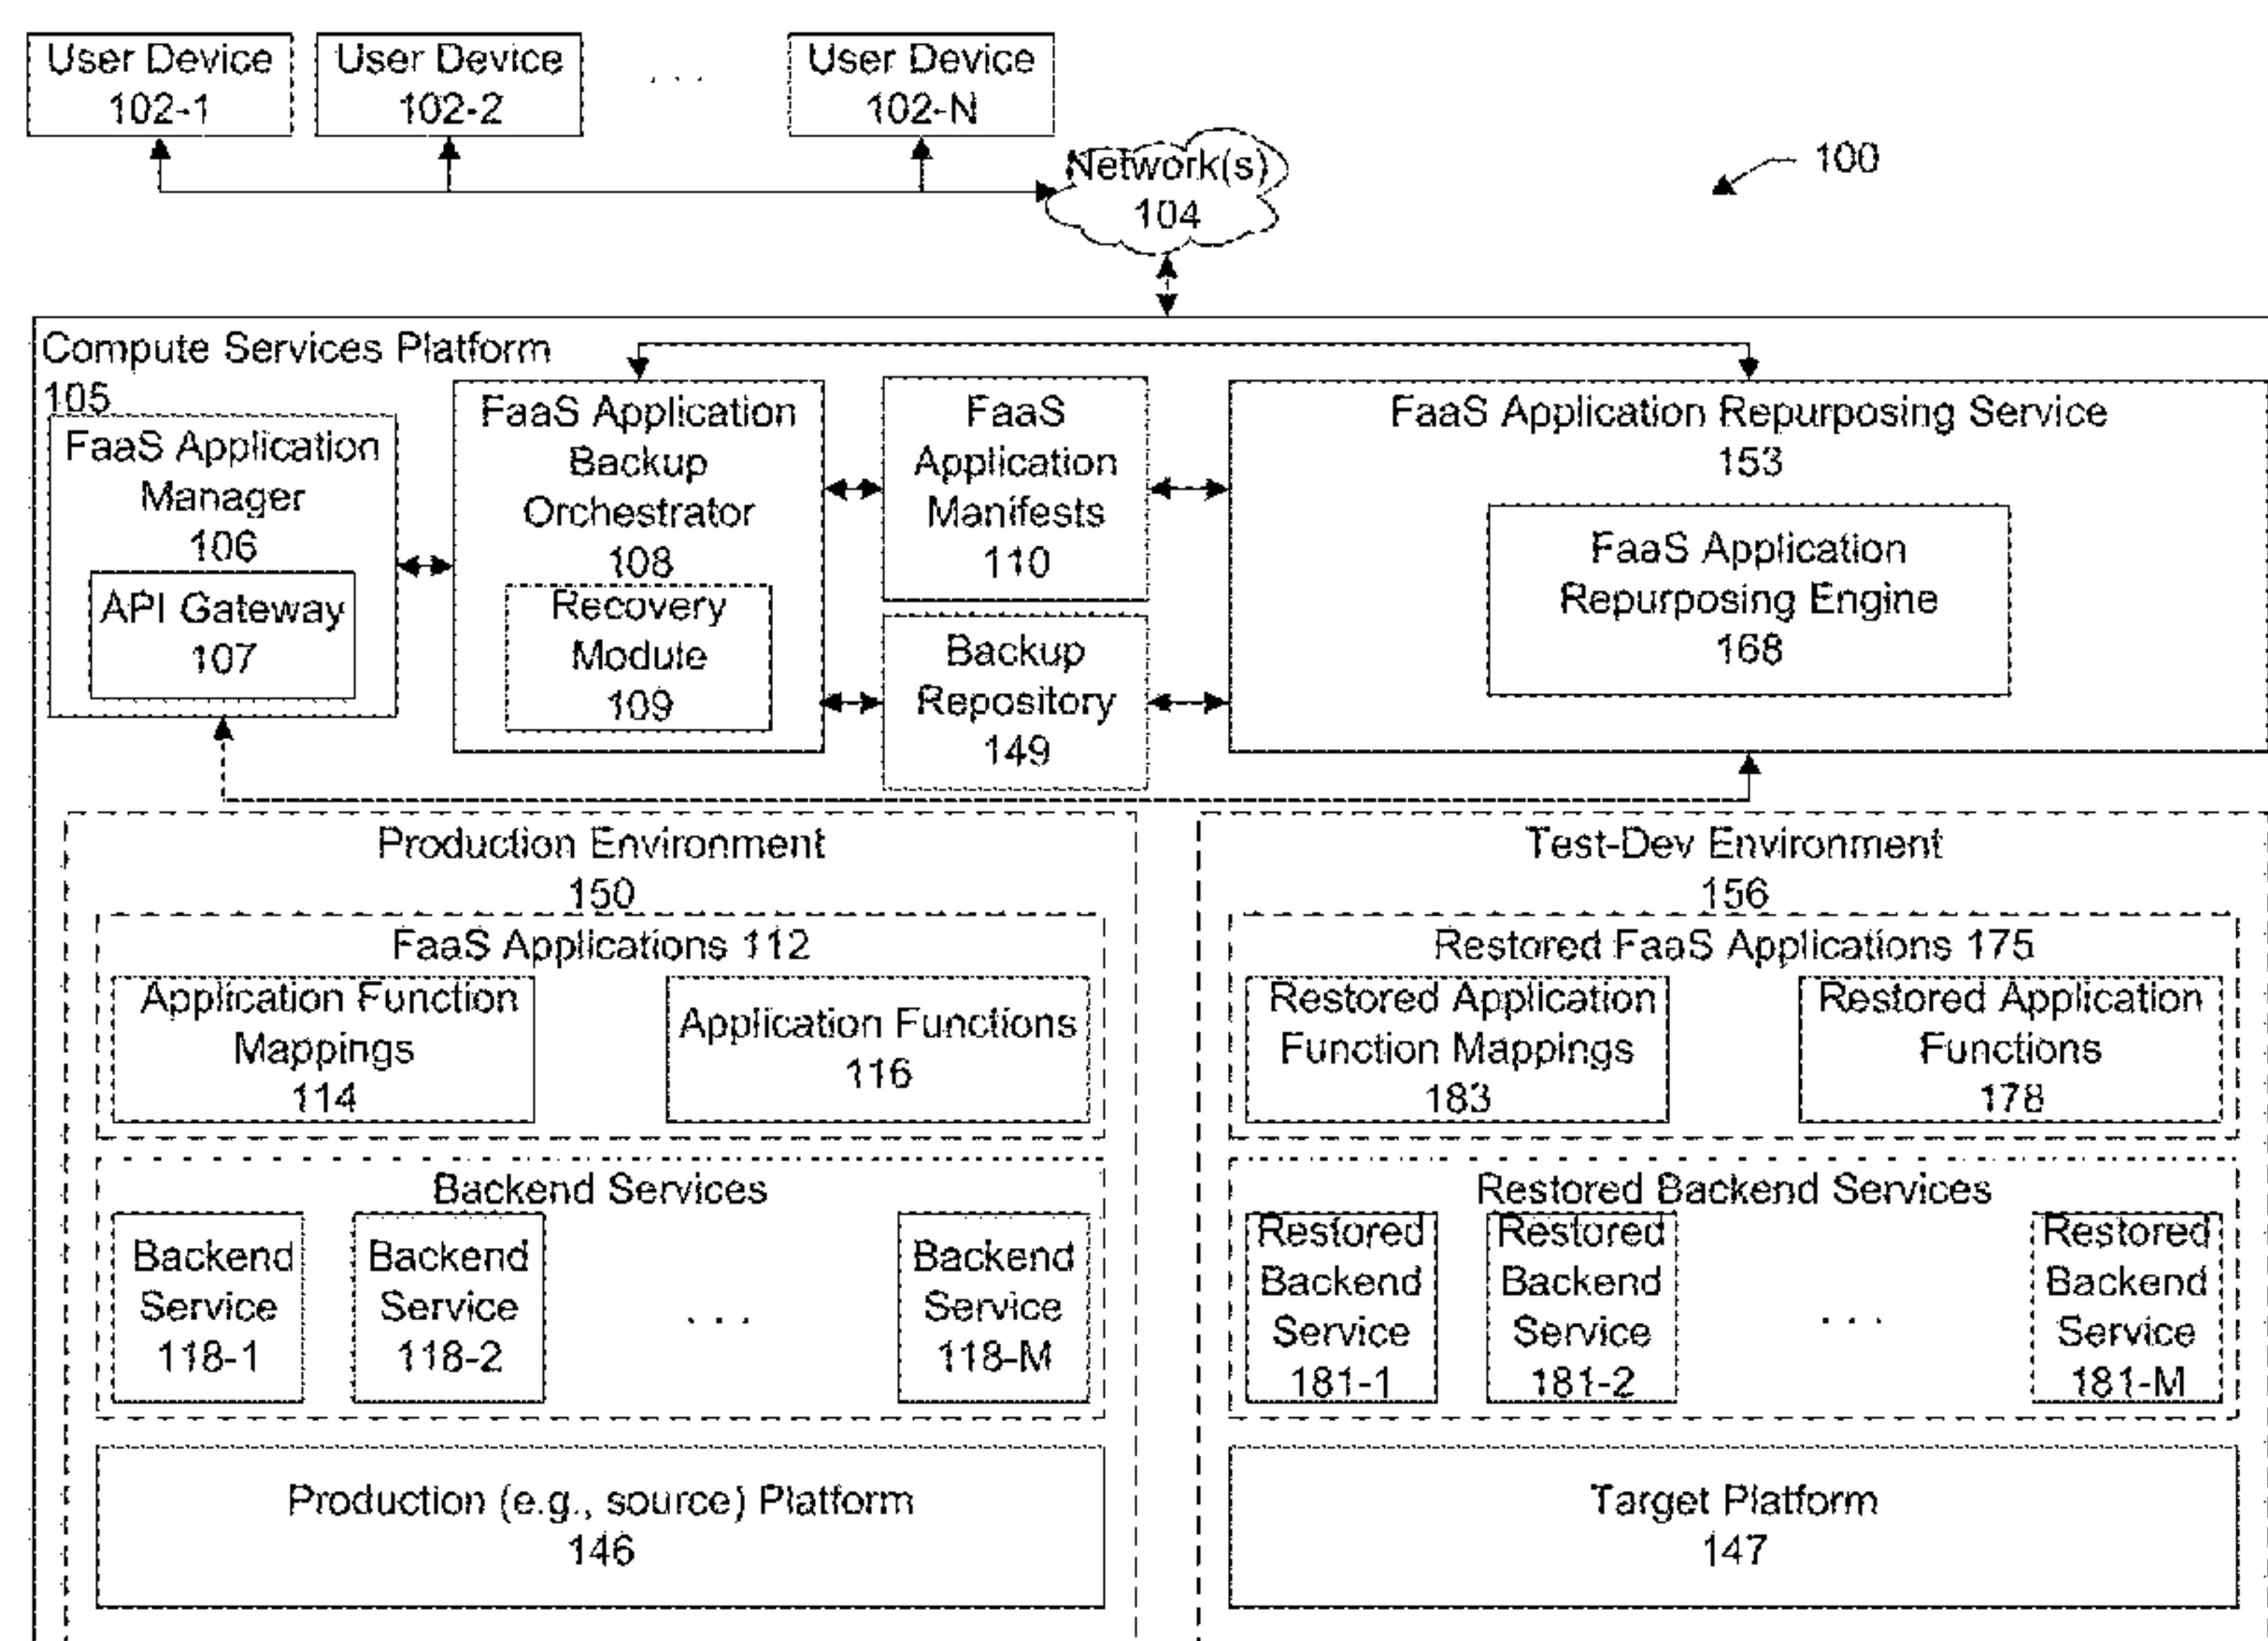 User Device
102-1
User Device
102-2
. . .
User Device
102-N
Network(s)
104
100
Compute Services Platform
105
FaaS Application
Manager
106
API Gateway
107
FaaS Application
Backup
Orchestrator
108
Recovery
Module
109
FaaS
Application
Manifests
110
Backup
Repository
149
FaaS Application Repurposing Service
153
FaaS Application
Repurposing Engine
168
Production Environment
150
FaaS Applications 112
Application Function
Mappings
114
Application Functions
116
Backend Services
Backend
Service
118-1
Backend
Service
118-2
. . .
Backend
Service
118-M
Production (e.g., source) Platform
146
Test-Dev Environment
156
Restored FaaS Applications 175
Restored Application
Function Mappings
183
Restored Application
Functions
178
Restored Backend Services
Restored
Backend
Service
181-1
Restored
Backend
Service
181-2
. . .
Restored
Backend
Service
181-M
Target Platform
147